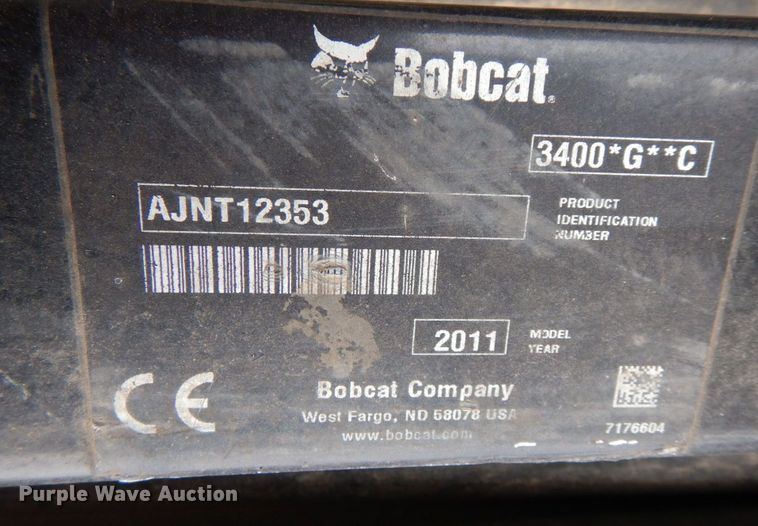 Bobcat®
3400*G**C
AJNT12353
PRODUCT
IDENTIFICATION
NUMBER
2011
MODEL
YEAR
CE
Bobcat Company
West Fargo, ND 58078 USA
www.bobcat.com
7176604
Purple Wave Auction